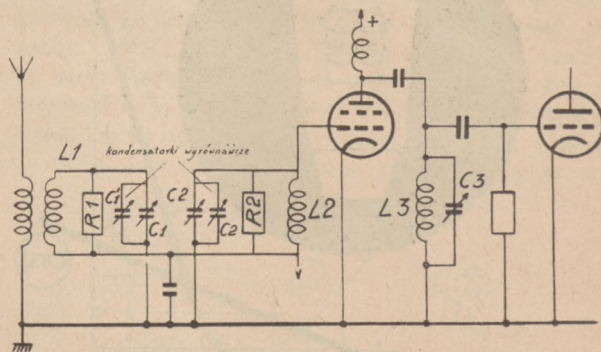 +
L1
kondensatorki wyrównawcze
R1
C1
C1
C2
C2
R2
L2
L3
C3